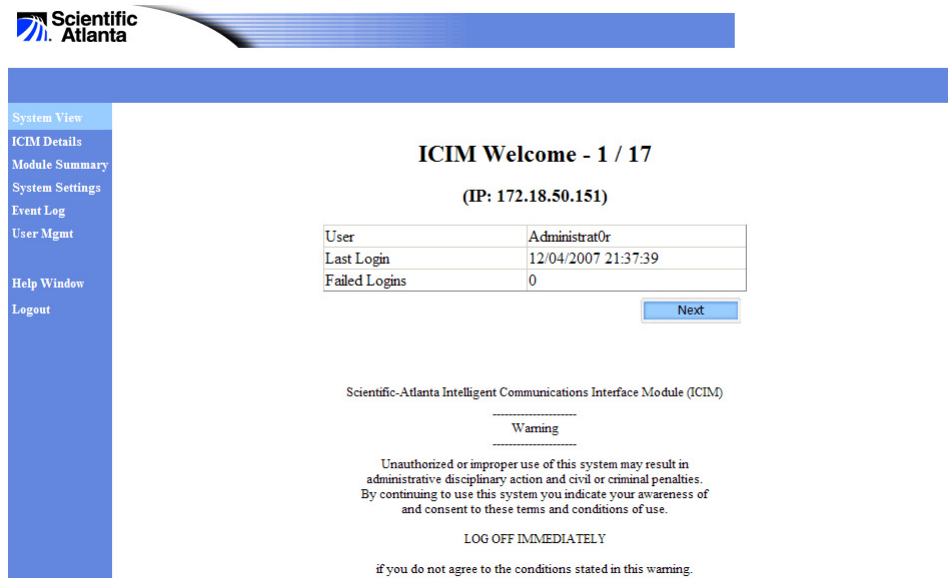 Scientific
Atlanta
System View
ICIM Details
Module Summary
System Settings
Event Log
User Mgmt
Help Window
Logout
ICIM Welcome - 1 / 17
(IP: 172.18.50.151)
User Administrat0r
Last Login 12/04/2007 21:37:39
Failed Logins 0
Next
Scientific-Atlanta Intelligent Communications Interface Module (ICIM)
---------------------
Warning
---------------------
Unauthorized or improper use of this system may result in
administrative disciplinary action and civil or criminal penalties.
By continuing to use this system you indicate your awareness of
and consent to these terms and conditions of use.
LOG OFF IMMEDIATELY
if you do not agree to the conditions stated in this warning.